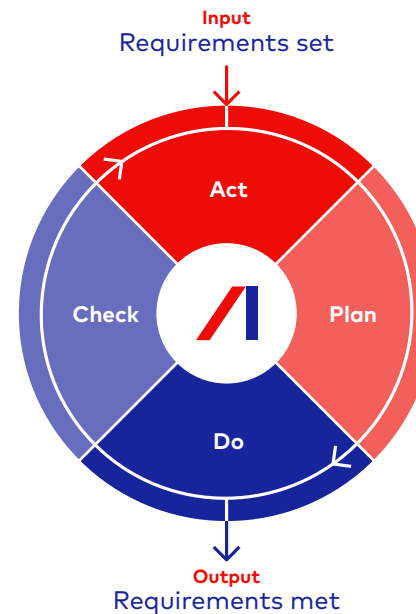 Input
Requirements set
Act
Check
Plan
Do
Output
Requirements met